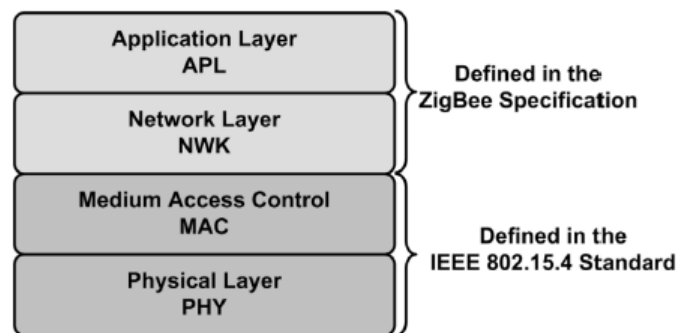 Application Layer
APL
Defined in the
ZigBee Specification
Network Layer
NWK
Medium Access Control
MAC
Defined in the
IEEE 802.15.4 Standard
Physical Layer
PHY